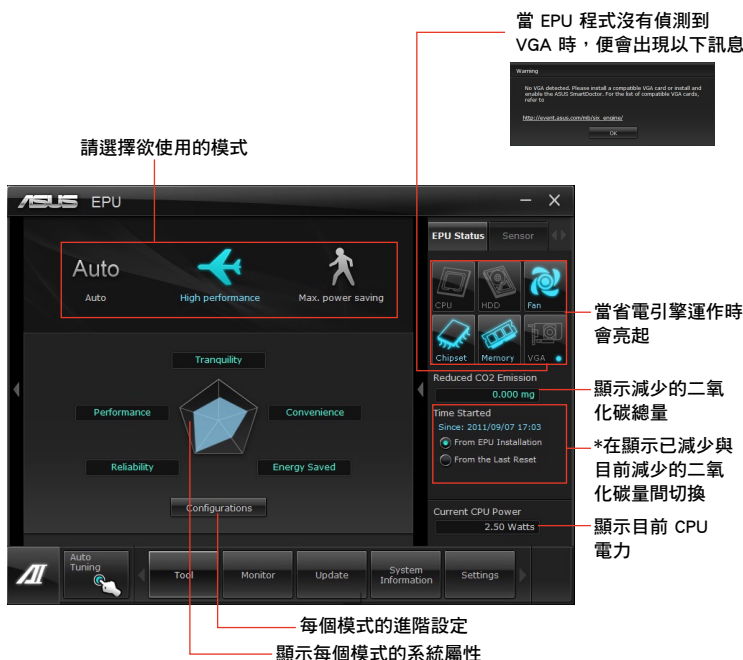 當 EPU 程式沒有偵測到
VGA 時，便會出現以下訊息
Warning
No VGA detected. Please install a compatible VGA card or install and
enable the ASUS SmartDoctor. For the list of compatible VGA cards,
refer to
http://event.asus.com/mb/six_engine/
OK
請選擇欲使用的模式
ASUS EPU
EPU Status
Sensor
Auto
Auto
High performance
Max. power saving
CPU
HDD
Fan
Chipset
Memory
VGA
當省電引擎運作時
會亮起
Tranquility
Performance
Convenience
Reliability
Energy Saved
Configurations
Reduced CO2 Emission
0.000 mg
顯示減少的二氧
化碳總量
Time Started
Since: 2011/09/07 17:03
From EPU Installation
From the Last Reset
*在顯示已減少與
目前減少的二氧
化碳量間切換
Current CPU Power
2.50 Watts
顯示目前 CPU
電力
AI
Auto
Tuning
Tool
Monitor
Update
System
Information
Settings
每個模式的進階設定
顯示每個模式的系統屬性